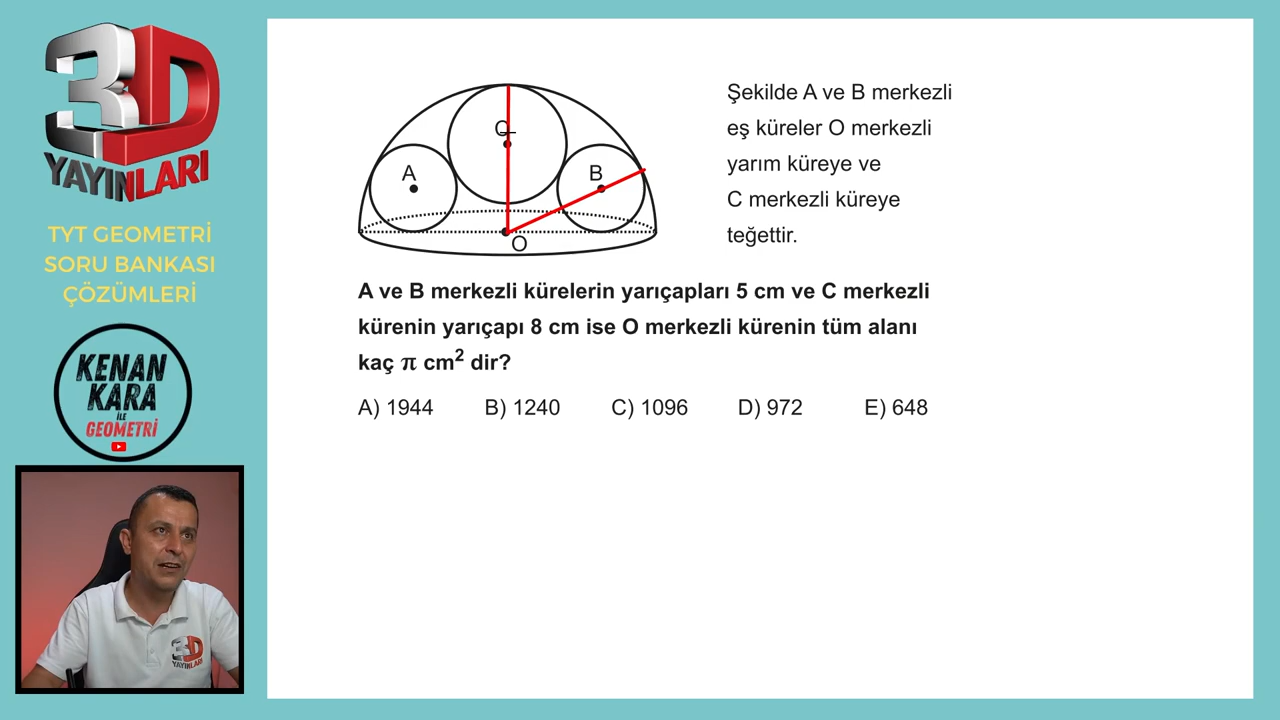 3D
YAYINLARI
TYT GEOMETRİ
SORU BANKASI
ÇÖZÜMLERİ
KENAN
KARA
İLE
GEOMETRİ
3D
YAYINLARI
C
A
B
O
Şekilde A ve B merkezli
eş küreler O merkezli
yarım küreye ve
C merkezli küreye
teğettir.
A ve B merkezli kürelerin yarıçapları 5 cm ve C merkezli
kürenin yarıçapı 8 cm ise O merkezli kürenin tüm alanı
kaç π cm² dir?
A) 1944 B) 1240 C) 1096 D) 972 E) 648